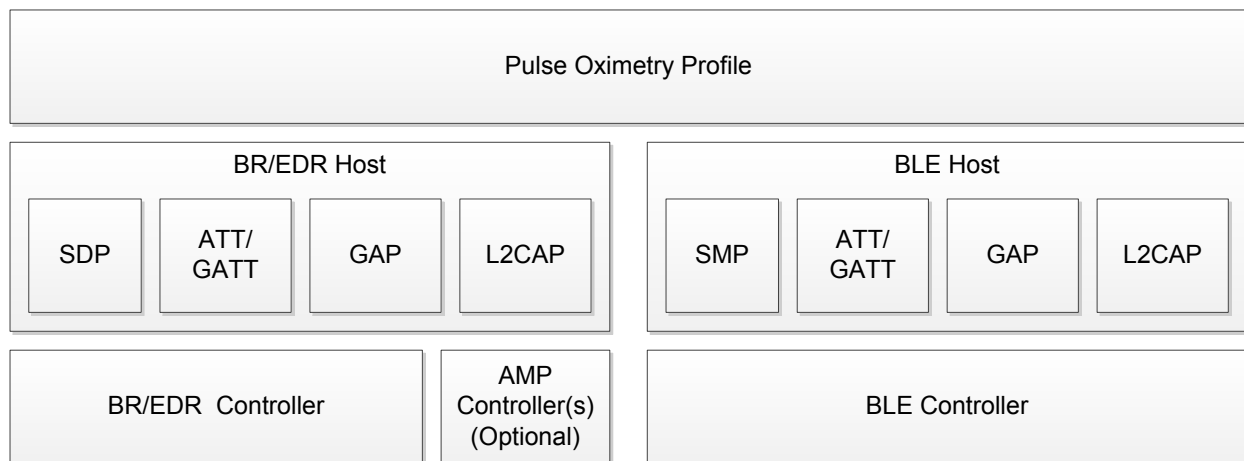 Pulse Oximetry Profile
BR/EDR Host
SDP
ATT/
GATT
GAP
L2CAP
BLE Host
SMP
ATT/
GATT
GAP
L2CAP
BR/EDR Controller
AMP
Controller(s)
(Optional)
BLE Controller